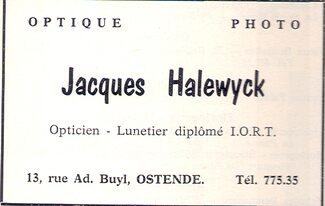 OPTIQUE PHOTO
Jacques Halewyck
Opticien - Lunetier diplômé I.O.R.T.
13, rue Ad. Buyl, OSTENDE. Tél. 775.35